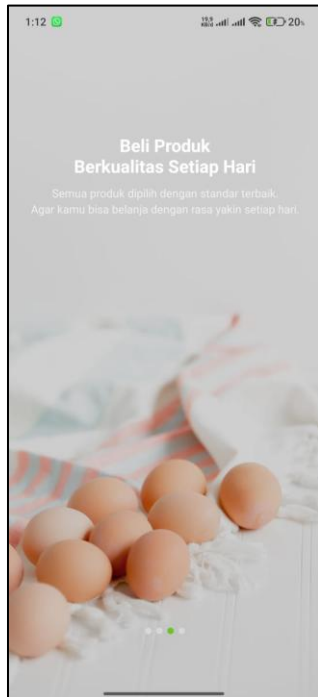 1:12
20%
Beli Produk
Berkualitas Setiap Hari
Semua produk dipilih dengan standar terbaik.
Agar kamu bisa belanja dengan rasa yakin setiap hari.